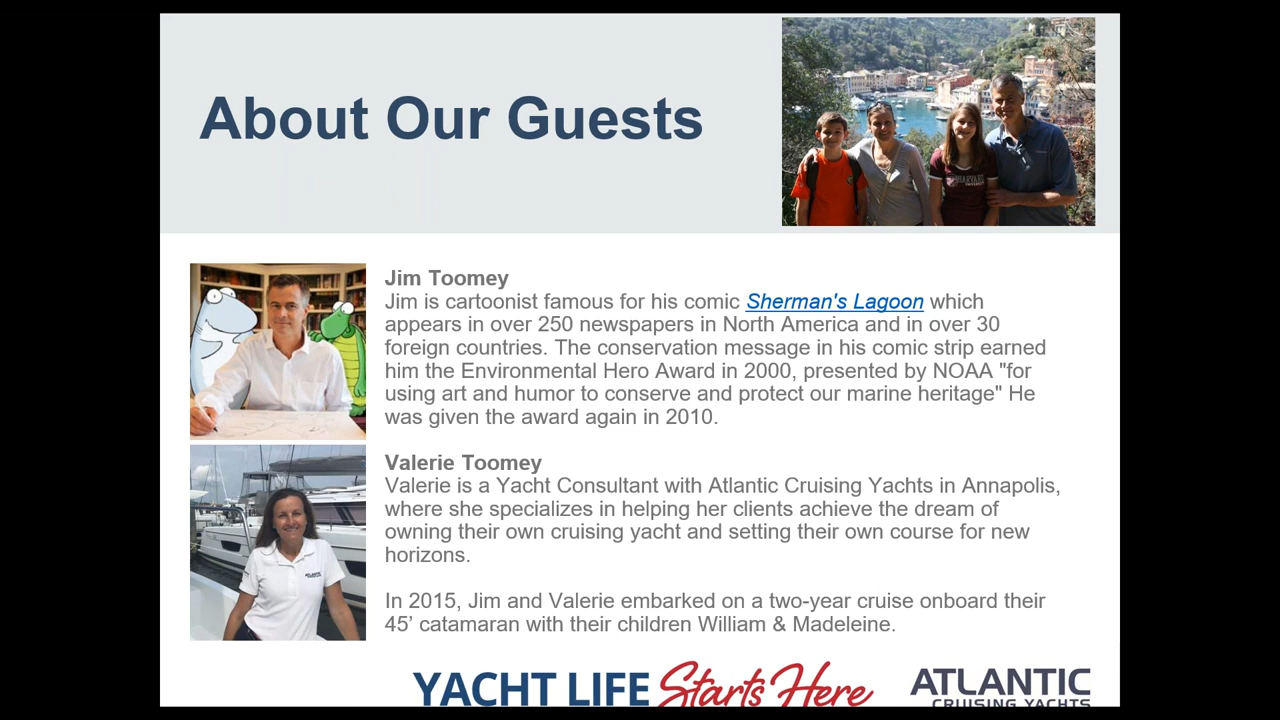 About Our Guests
HARVARD
Jim Toomey
Jim is cartoonist famous for his comic Sherman's Lagoon which
appears in over 250 newspapers in North America and in over 30
foreign countries. The conservation message in his comic strip earned
him the Environmental Hero Award in 2000, presented by NOAA "for
using art and humor to conserve and protect our marine heritage" He
was given the award again in 2010.
Valerie Toomey
Valerie is a Yacht Consultant with Atlantic Cruising Yachts in Annapolis,
where she specializes in helping her clients achieve the dream of
owning their own cruising yacht and setting their own course for new
horizons.
ATLANTIC
In 2015, Jim and Valerie embarked on a two-year cruise onboard their
45’ catamaran with their children William & Madeleine.
YACHT LIFE Starts Here
ATLANTIC
CRUISING YACHTS